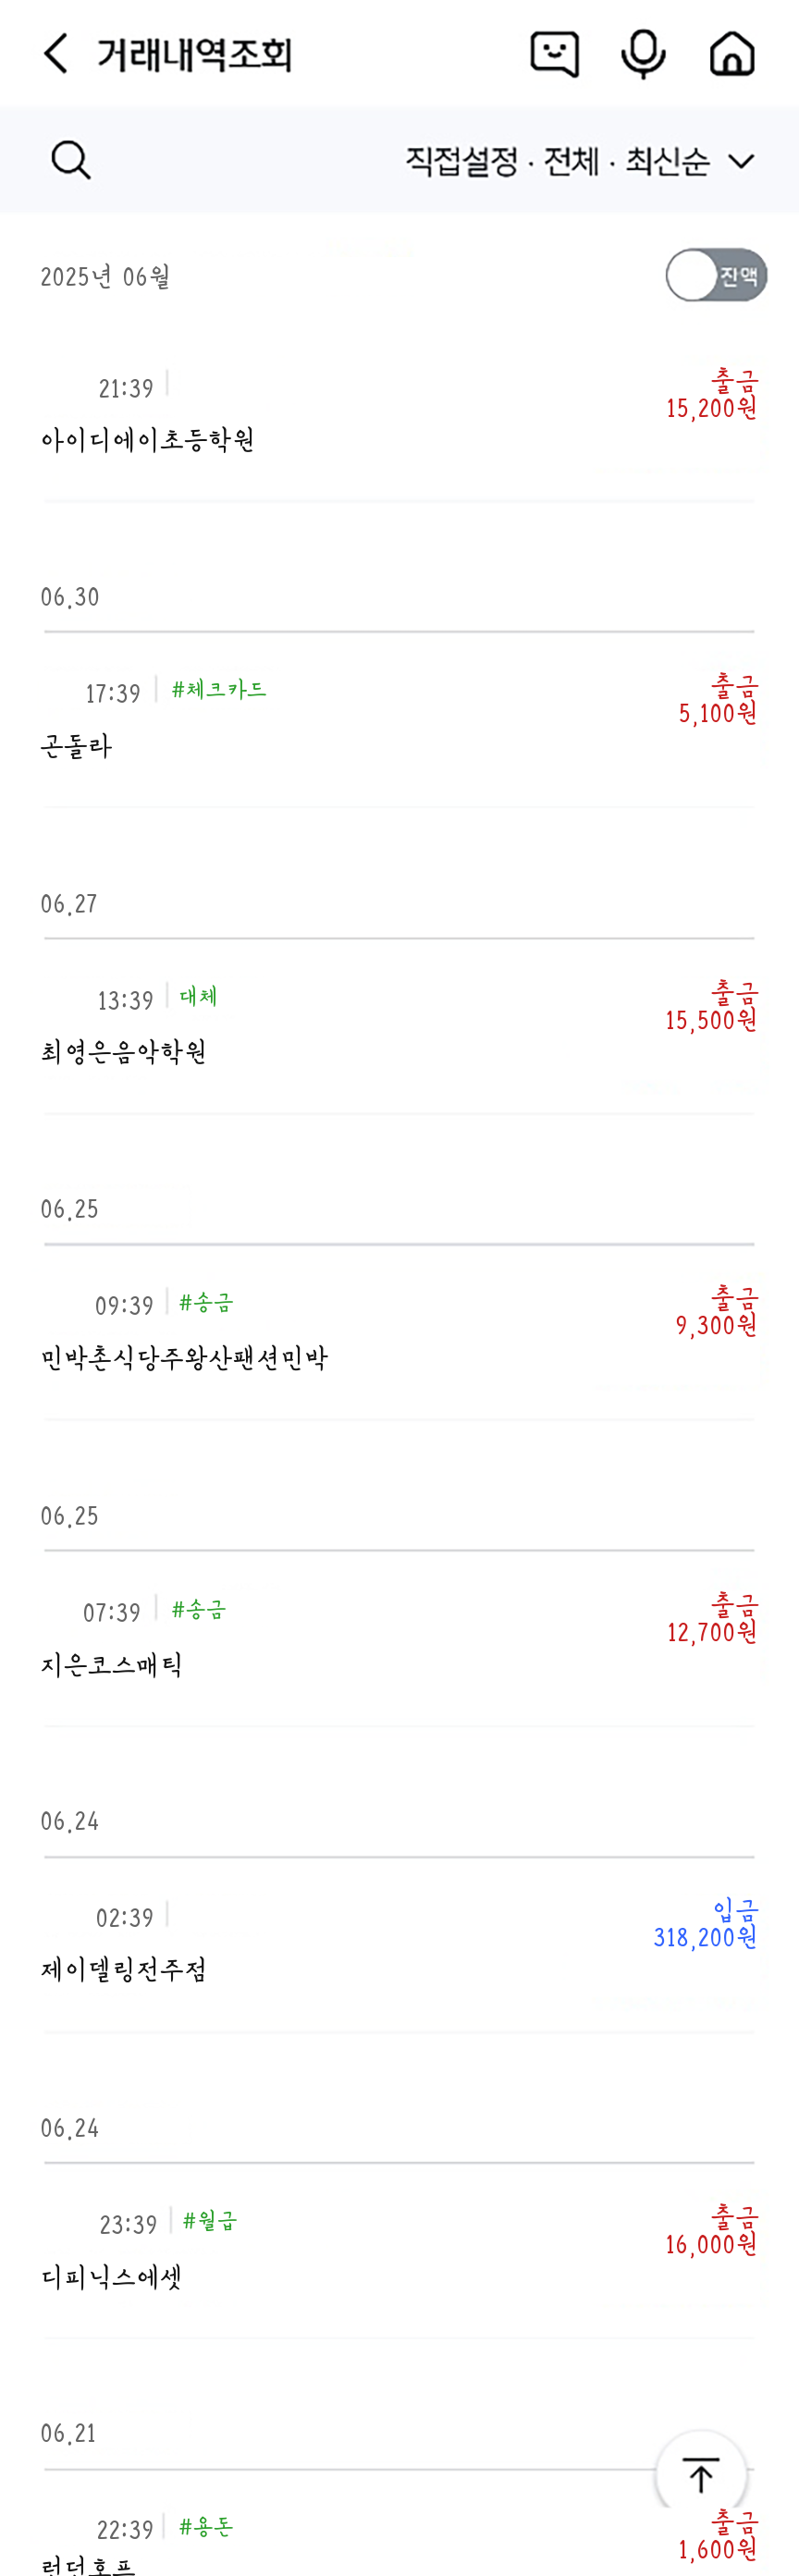 거래내역조회
직접설정 · 전체 · 최신순
2025년 06월
잔액
21:39
출금
15,200원
아이디에이초등학원
06.30
17:39 #체크카드
출금
5,100원
곤돌라
06.27
13:39 대체
출금
15,500원
최영은음악학원
06.25
09:39 #송금
출금
9,300원
민박촌식당주왕산팬션민박
06.25
07:39 #송금
출금
12,700원
지은코스매틱
06.24
02:39
입금
318,200원
제이델링전주점
06.24
23:39 #월급
출금
16,000원
디피닉스에셋
06.21
22:39 #용돈
출금
1,600원
런던호프